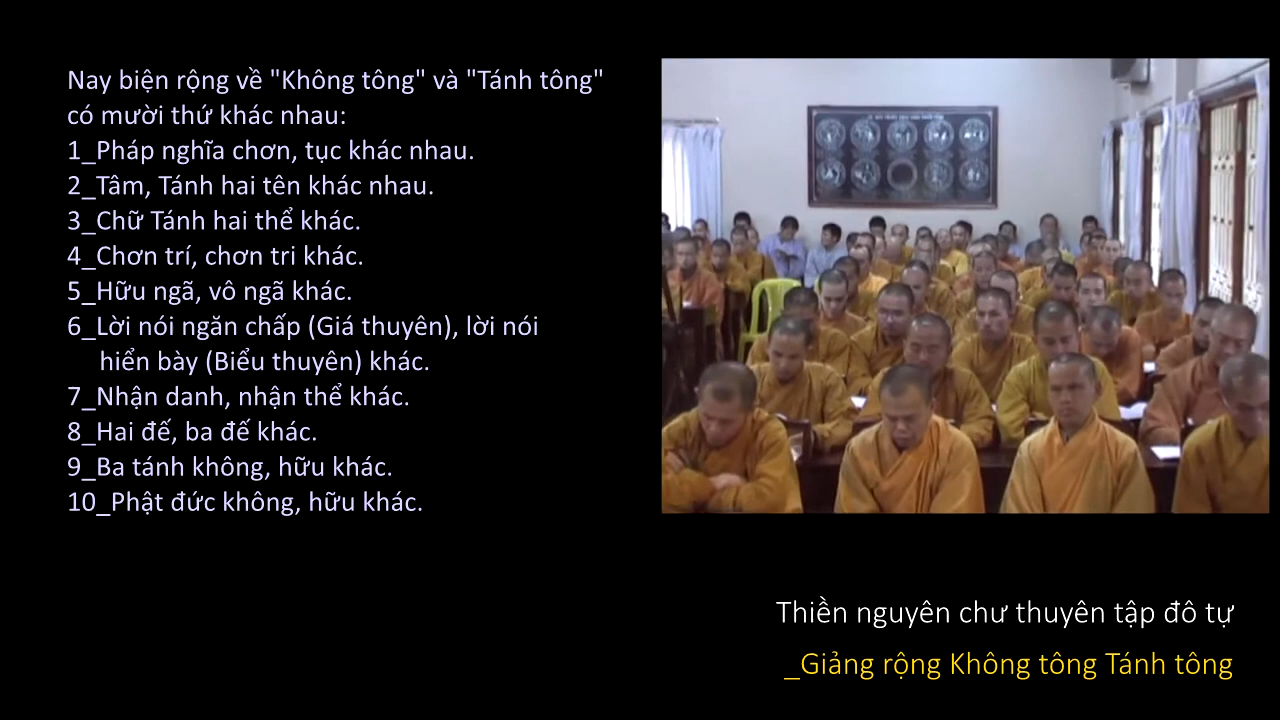 Nay biện rộng về "Không tông" và "Tánh tông"
có mười thứ khác nhau:
1_Pháp nghĩa chơn, tục khác nhau.
2_Tâm, Tánh hai tên khác nhau.
3_Chữ Tánh hai thể khác.
4_Chơn trí, chơn tri khác.
5_Hữu ngã, vô ngã khác.
6_Lời nói ngăn chấp (Giá thuyên), lời nói
hiển bày (Biểu thuyên) khác.
7_Nhận danh, nhận thể khác.
8_Hai đế, ba đế khác.
9_Ba tánh không, hữu khác.
10_Phật đức không, hữu khác.
Thiền nguyên chư thuyên tập đô tự
_Giảng rộng Không tông Tánh tông